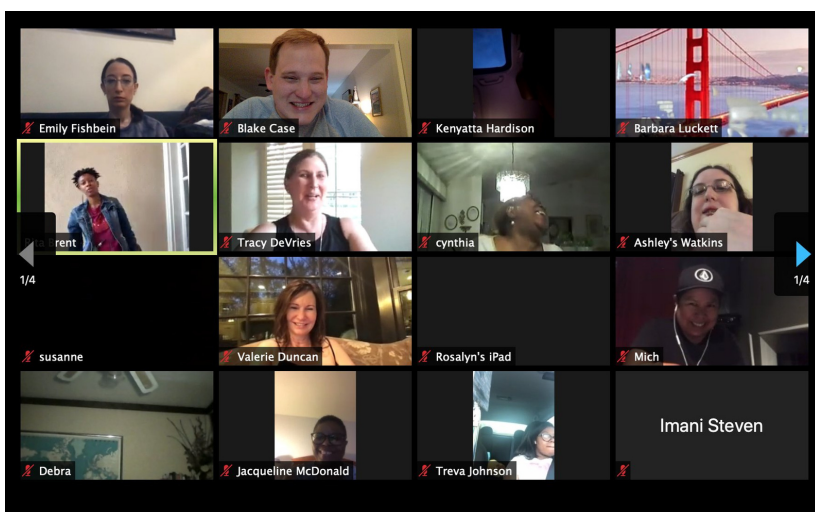 Emily Fishbein
Blake Case
Kenyatta Hardison
Barbara Luckett
Brent
Tracy DeVries
cynthia
Ashley's Watkins
1/4
1/4
susanne
Valerie Duncan
Rosalyn's iPad
Mich
Debra
Jacqueline McDonald
Treva Johnson
Imani Steven